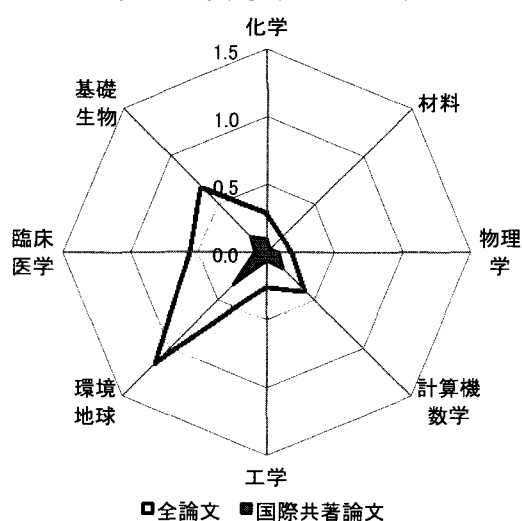 化学
1.5
基礎
生物
材料
1.0
0.5
臨床
医学
0.0
物理
学
環境
地球
計算機
数学
工学
全論文 国際共著論文